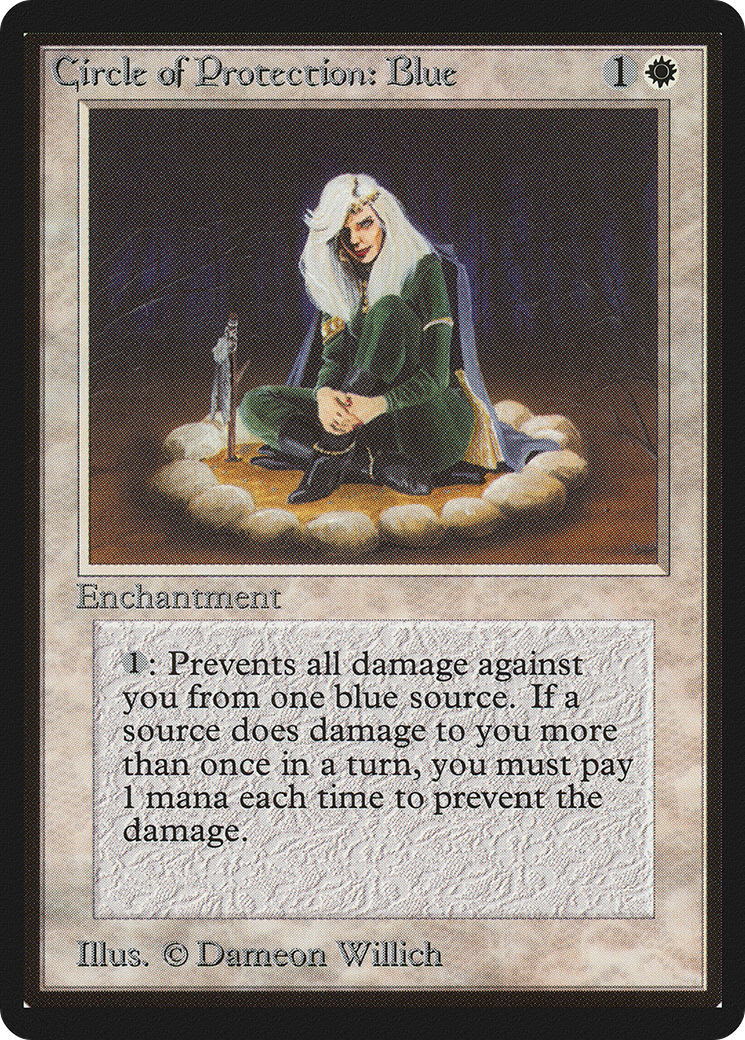 Circle of Protection: Blue 1
Enchantment
1: Prevents all damage against
you from one blue source. If a
source does damage to you more
than once in a turn, you must pay
1 mana each time to prevent the
damage.
Illus. © Dameon Willich